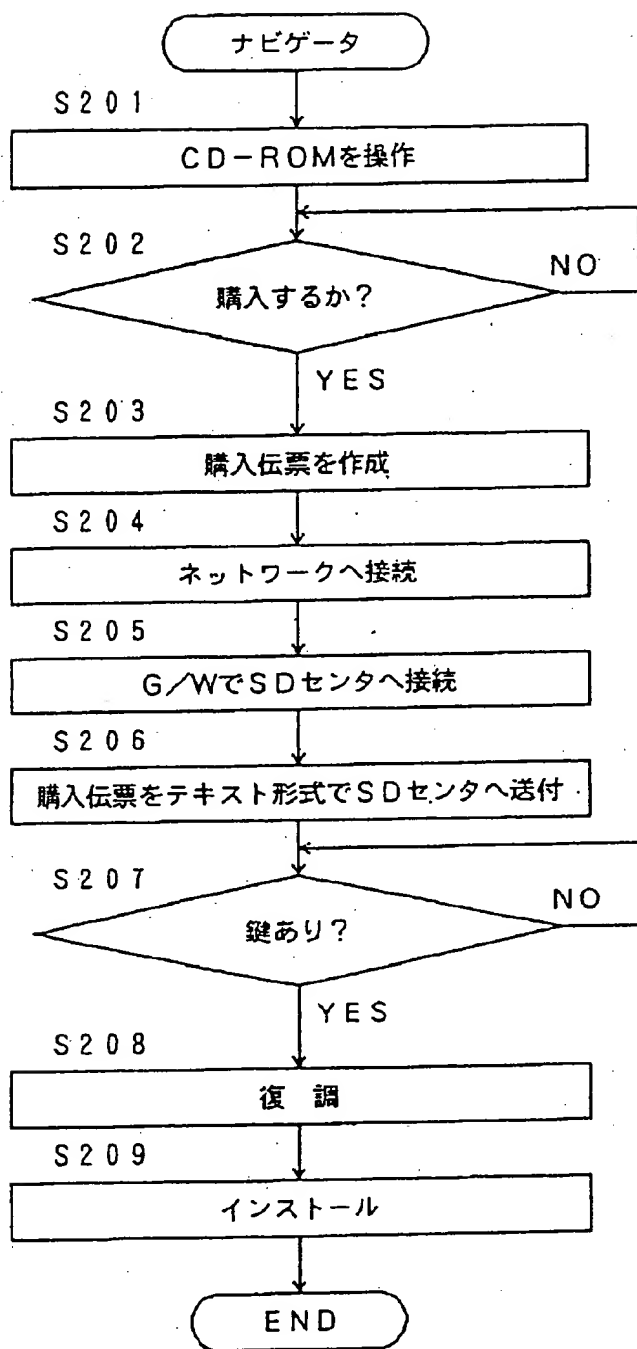 ナビゲータ
S201
CD-ROMを操作
S202
購入するか?
NO
YES
S203
購入伝票を作成
S204
ネットワークへ接続
S205
G/WでSDセンタへ接続
S206
購入伝票をテキスト形式でSDセンタへ送付
S207
鍵あり?
NO
YES
S208
復 調
S209
インストール
END